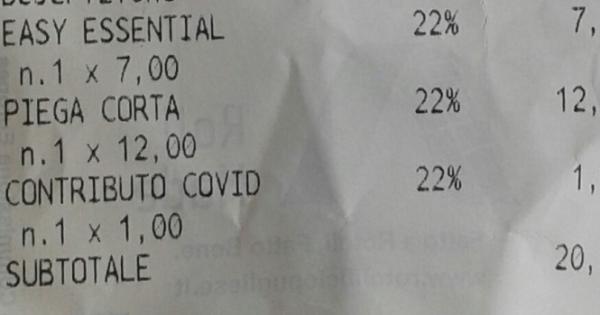 EASY ESSENTIAL 22% 7,
n.1 x 7,00
PIEGA CORTA 22% 12,
n.1 x 12,00
CONTRIBUTO COVID 22% 1,
n.1 x 1,00
SUBTOTALE 20,